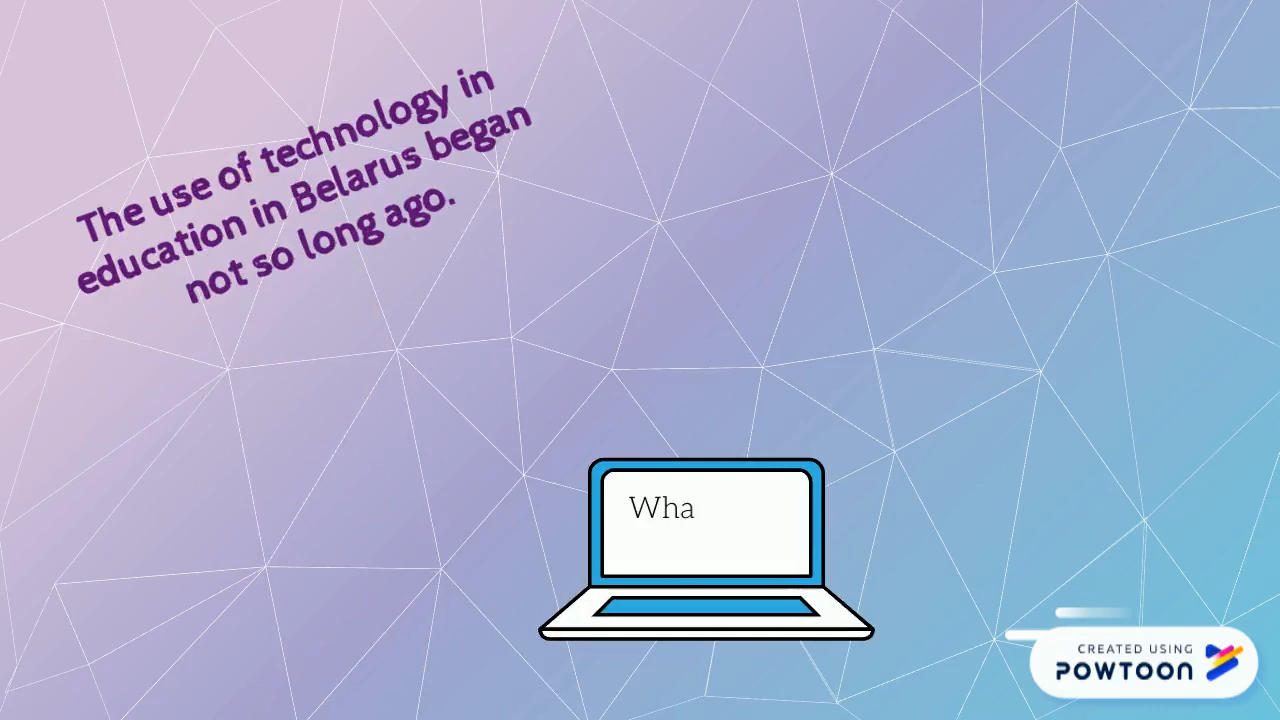 The use of technology in
education in Belarus began
not so long ago.
Wha
CREATED USING
POWTOON